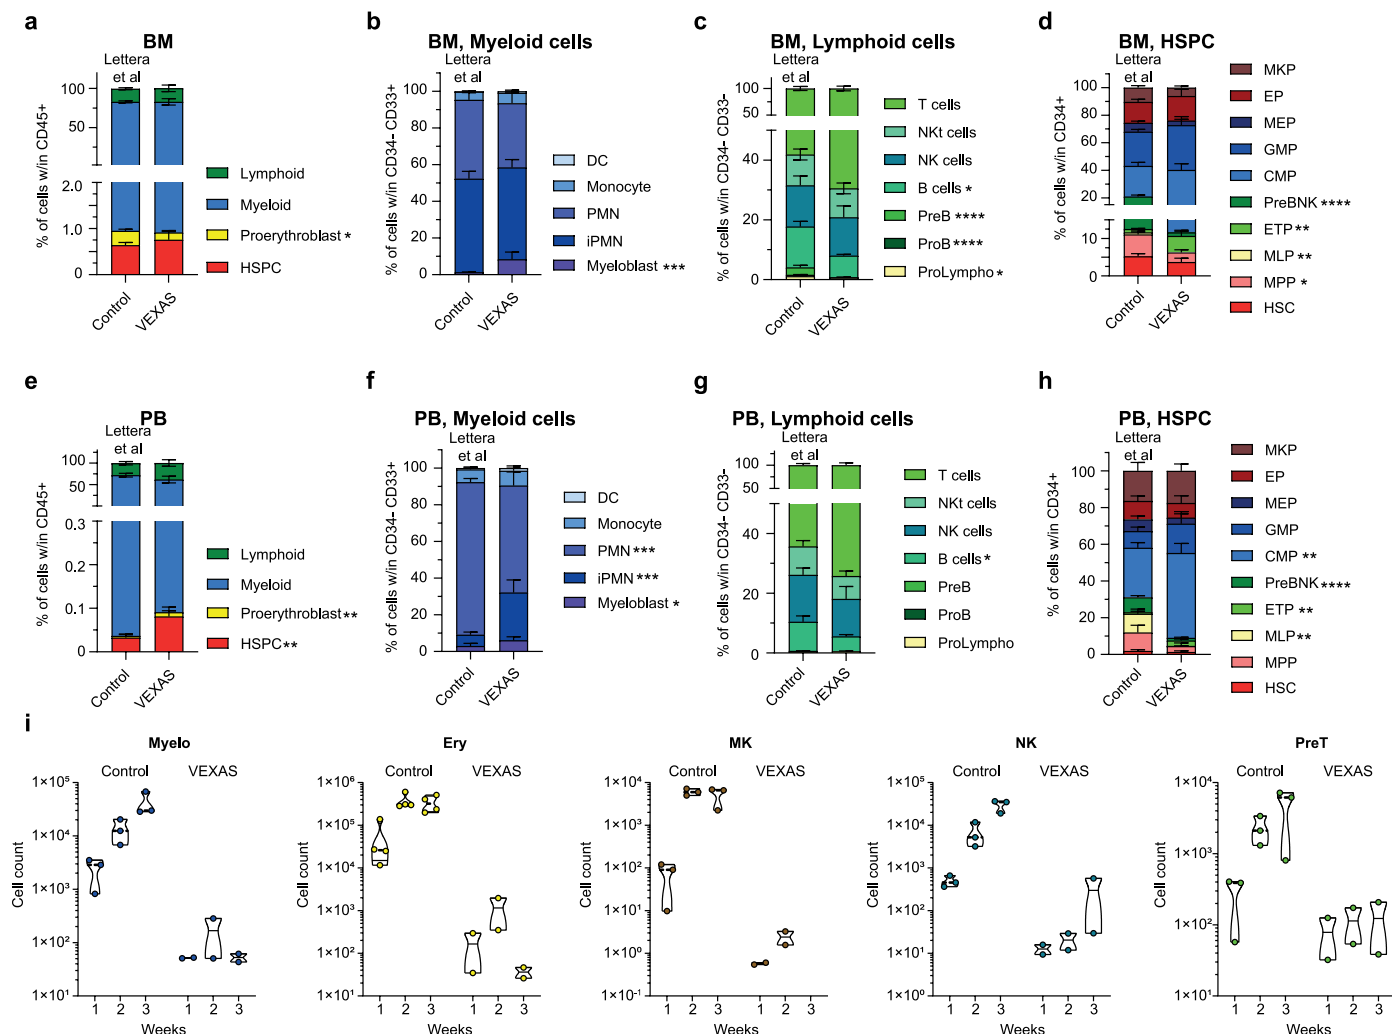 a
BM
Lettera
et al
% of cells w/in CD45+
100
50
2.0
1.0
0
Control
VEXAS
Lymphoid
Myeloid
Proerythroblast *
HSPC
b
BM, Myeloid cells
Lettera
et al
% of cells w/in CD34- CD33+
100
80
60
40
20
0
Control
VEXAS
DC
Monocyte
PMN
iPMN
Myeloblast ***
c
BM, Lymphoid cells
Lettera
et al
% of cells w/in CD34- CD33-
100
50
40
20
0
Control
VEXAS
T cells
NKt cells
NK cells
B cells *
PreB ****
ProB ****
ProLympho *
d
BM, HSPC
Lettera
et al
% of cells w/in CD34+
100
80
60
40
20
10
0
Control
VEXAS
MKP
EP
MEP
GMP
CMP
PreBNK ****
ETP **
MLP **
MPP *
HSC
e
PB
Lettera
et al
% of cells w/in CD45+
100
50
0,3
0.2
0.1
0
Control
VEXAS
Lymphoid
Myeloid
Proerythroblast **
HSPC **
f
PB, Myeloid cells
Lettera
et al
% of cells w/in CD34- CD33+
100
80
60
40
20
0
Control
VEXAS
DC
Monocyte
PMN ***
iPMN ***
Myeloblast *
g
PB, Lymphoid cells
Lettera
et al
% of cells w/in CD34- CD33-
100
50
40
20
0
Control
VEXAS
T cells
NKt cells
NK cells
B cells *
PreB
ProB
ProLympho
h
PB, HSPC
Lettera
et al
% of cells w/in CD34+
100
80
60
40
20
0
Control
VEXAS
MKP
EP
MEP
GMP
CMP **
PreBNK ****
ETP **
MLP **
MPP
HSC
i
Myelo
Control VEXAS
Cell count
1×10⁵
1×10⁴
1×10³
1×10²
1×10¹
1 2 3 1 2 3
Weeks
Ery
Control VEXAS
Cell count
1×10⁶
1×10⁵
1×10⁴
1×10³
1×10²
1×10¹
1 2 3 1 2 3
Weeks
MK
Control VEXAS
Cell count
1×10⁴
1×10³
1×10²
1×10¹
1×10⁰
1×10⁻¹
1 2 3 1 2 3
Weeks
NK
Control VEXAS
Cell count
1×10⁵
1×10⁴
1×10³
1×10²
1×10¹
1×10⁰
1 2 3 1 2 3
Weeks
PreT
Control VEXAS
Cell count
1×10⁴
1×10³
1×10²
1×10¹
1 2 3 1 2 3
Weeks